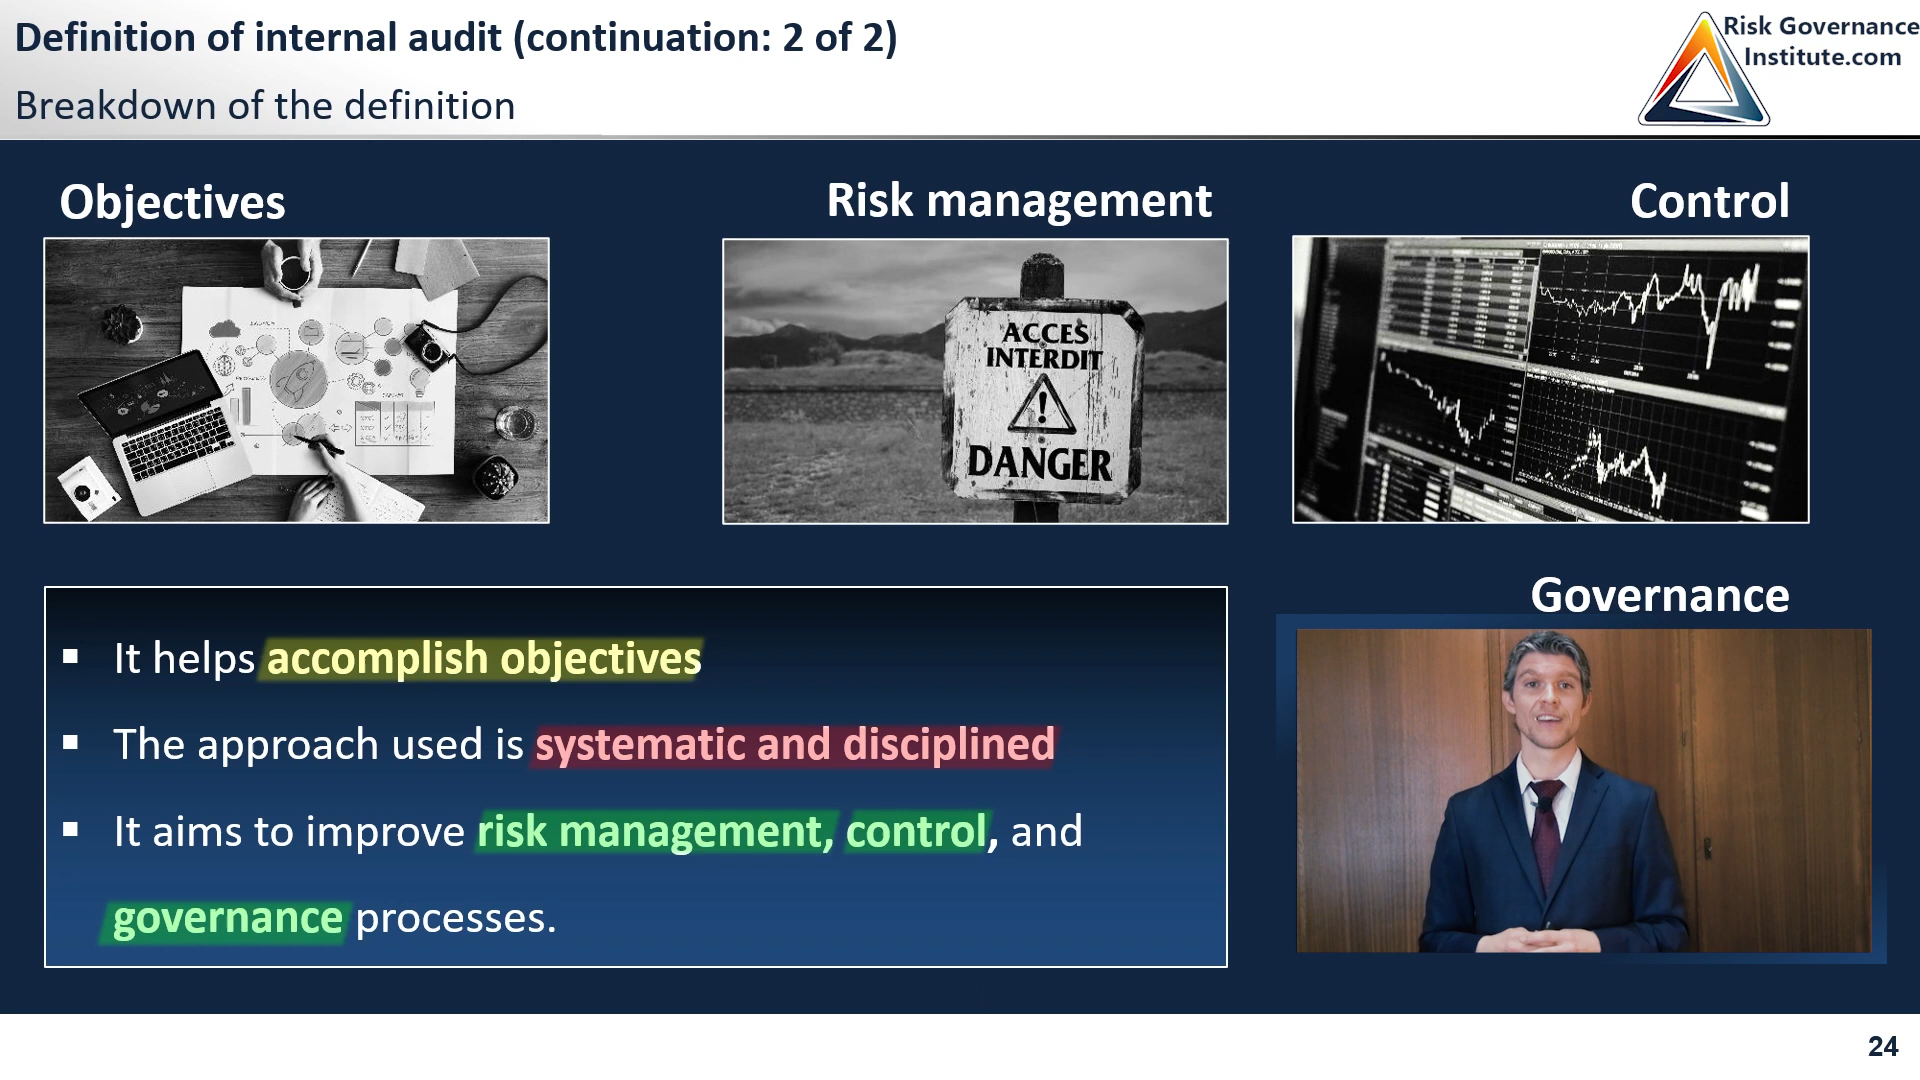 Definition of internal audit (continuation: 2 of 2)
Breakdown of the definition
Risk Governance
Institute.com
Objectives
Risk management
Control
ACCES
INTERDIT
!
DANGER
▪ It helps accomplish objectives
▪ The approach used is systematic and disciplined
▪ It aims to improve risk management, control, and
governance processes.
Governance
24